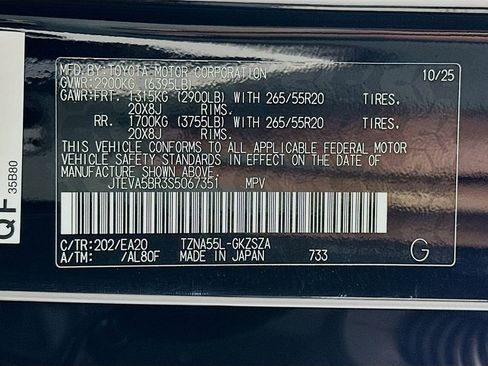 MFD.BY:TOYOTA MOTOR CORPORATION 10/25
GVWR:2900KG (6395LB)
GAWR:FRT. 1315KG (2900LB) WITH 265/55R20 TIRES,
20X8J RIMS.
RR. 1700KG (3755LB) WITH 265/55R20 TIRES,
20X8J RIMS.
THIS VEHICLE CONFORMS TO ALL APPLICABLE FEDERAL MOTOR
VEHICLE SAFETY STANDARDS IN EFFECT ON THE DATE OF
MANUFACTURE SHOWN ABOVE.
JTEVA5BR3S5067351 MPV
C/TR:202/EA20 TZNA55L-GKZSZA
A/TM: /AL80F MADE IN JAPAN 733 G
QF
35B80